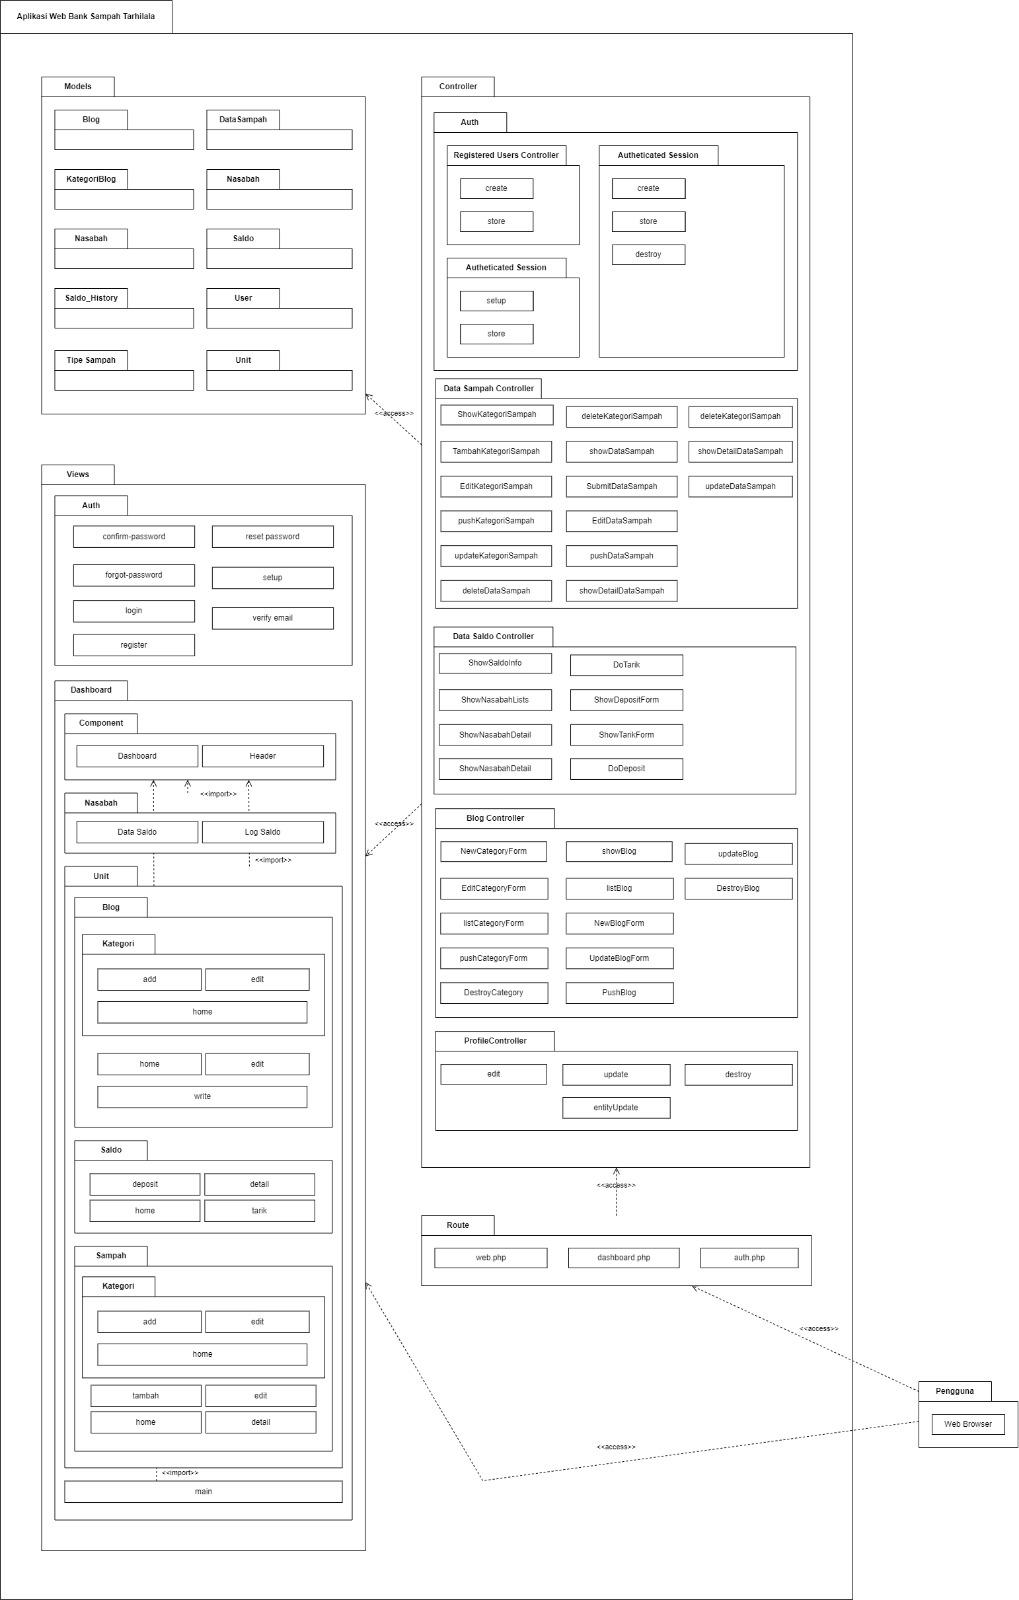 Aplikasi Web Bank Sampah Tarhilala
Models
Blog
DataSampah
KategoriBlog
Nasabah
Nasabah
Saldo
Saldo_History
User
Tipe Sampah
Unit
<<access>>
Views
Auth
confirm-password
reset password
forgot-password
setup
login
verify email
register
Dashboard
Component
Dashboard
Header
<<import>>
Nasabah
Data Saldo
Log Saldo
<<import>>
Unit
Blog
Kategori
add
edit
home
home
edit
write
Saldo
deposit
detail
home
tarik
Sampah
Kategori
add
edit
home
tambah
edit
home
detail
<<import>>
main
Controller
Auth
Registered Users Controller
create
store
Autheticated Session
create
store
destroy
Autheticated Session
setup
store
Data Sampah Controller
ShowKategoriSampah
deleteKategoriSampah
deleteKategoriSampah
TambahKategoriSampah
showDataSampah
showDetailDataSampah
EditKategoriSampah
SubmitDataSampah
updateDataSampah
pushKategoriSampah
EditDataSampah
updateKategoriSampah
pushDataSampah
deleteDataSampah
showDetailDataSampah
Data Saldo Controller
ShowSaldoInfo
DoTarik
ShowNasabahLists
ShowDepositForm
ShowNasabahDetail
ShowTarikForm
ShowNasabahDetail
DoDeposit
<<access>>
Blog Controller
NewCategoryForm
showBlog
updateBlog
EditCategoryForm
listBlog
DestroyBlog
listCategoryForm
NewBlogForm
pushCategoryForm
UpdateBlogForm
DestroyCategory
PushBlog
ProfileController
edit
update
destroy
entityUpdate
<<access>>
Route
web.php
dashboard.php
auth.php
<<access>>
Pengguna
Web Browser
<<access>>